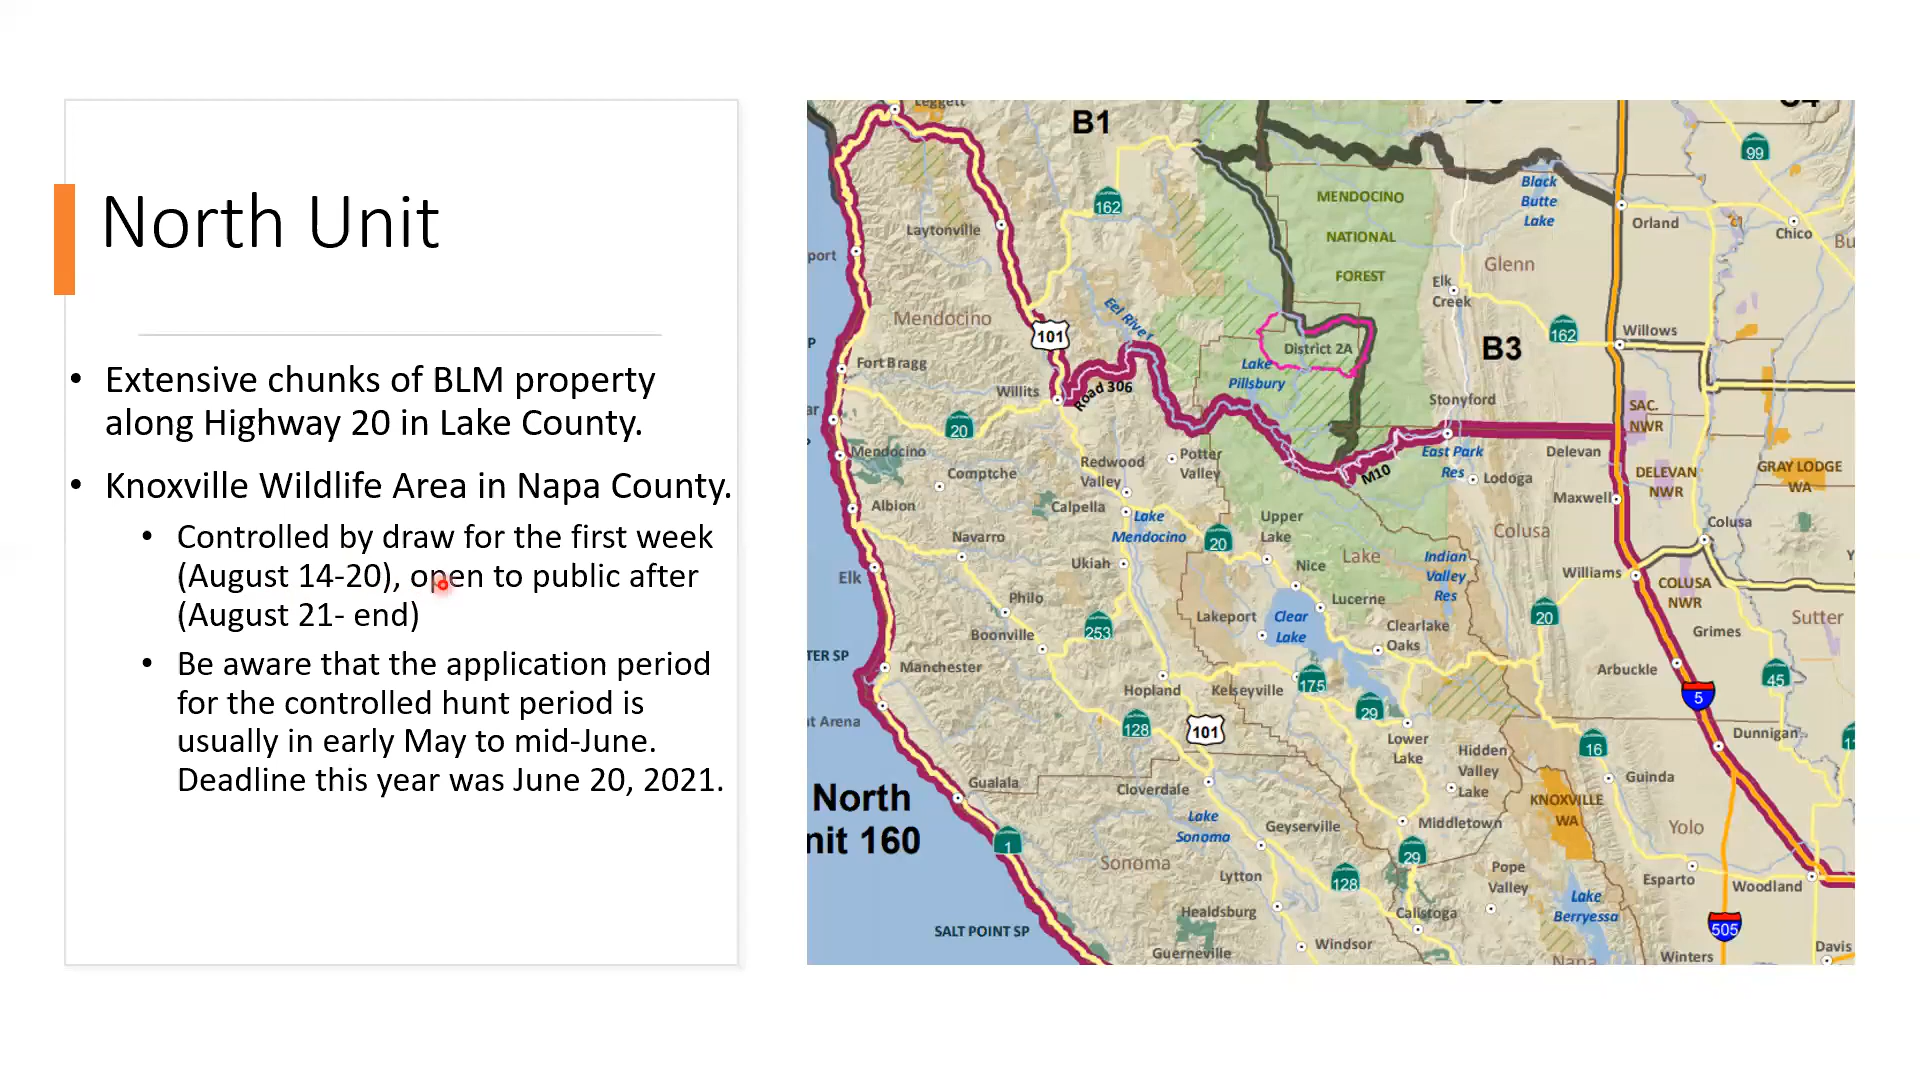 North Unit
• Extensive chunks of BLM property
along Highway 20 in Lake County.
• Knoxville Wildlife Area in Napa County.
• Controlled by draw for the first week
(August 14-20), open to public after
(August 21- end)
• Be aware that the application period
for the controlled hunt period is
usually in early May to mid-June.
Deadline this year was June 20, 2021.
Leggett
B1
99
162
MENDOCINO
NATIONAL
FOREST
Black
Butte
Lake
Orland
Chico
Bu
Laytonville
port
Glenn
Elk
Creek
Eel River
Mendocino
101
162
Willows
B3
District 2A
Fort Bragg
Lake
Pillsbury
Willits
Road 306
Stonyford
SAC.
NWR
20
Mendocino
Comptche
Redwood
Valley
Potter
Valley
M10
East Park
Res
Lodoga
Delevan
DELEVAN
NWR
GRAY LODGE
WA
Maxwell
Albion
Calpella
Lake
Mendocino
Upper
Lake
Colusa
Colusa
Navarro
20
Lake
Indian
Valley
Res
Elk
Ukiah
Nice
Williams
COLUSA
NWR
Philo
Lucerne
Sutter
Boonville
253
Lakeport
Clear
Lake
Clearlake
Oaks
20
Grimes
TER SP
Manchester
Arbuckle
45
Hopland
Kelseyville
175
5
t Arena
128
101
29
Lower
Lake
16
Dunnigan
Hidden
Valley
Lake
Guinda
Gualala
Cloverdale
North
nit 160
KNOXVILLE
WA
Lake
Sonoma
Geyserville
Middletown
Yolo
1
Sonoma
29
Lytton
128
Pope
Valley
Esparto
Woodland
Healdsburg
Calistoga
Lake
Berryessa
SALT POINT SP
505
Windsor
Davis
Guerneville
Napa
Winters